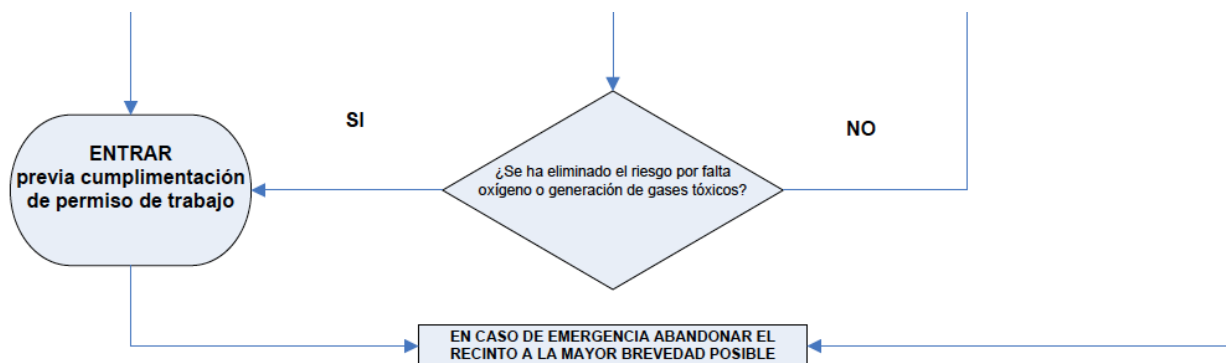 SI
NO
ENTRAR
previa cumplimentación
de permiso de trabajo
¿Se ha eliminado el riesgo por falta
oxígeno o generación de gases tóxicos?
EN CASO DE EMERGENCIA ABANDONAR EL
RECINTO A LA MAYOR BREVEDAD POSIBLE